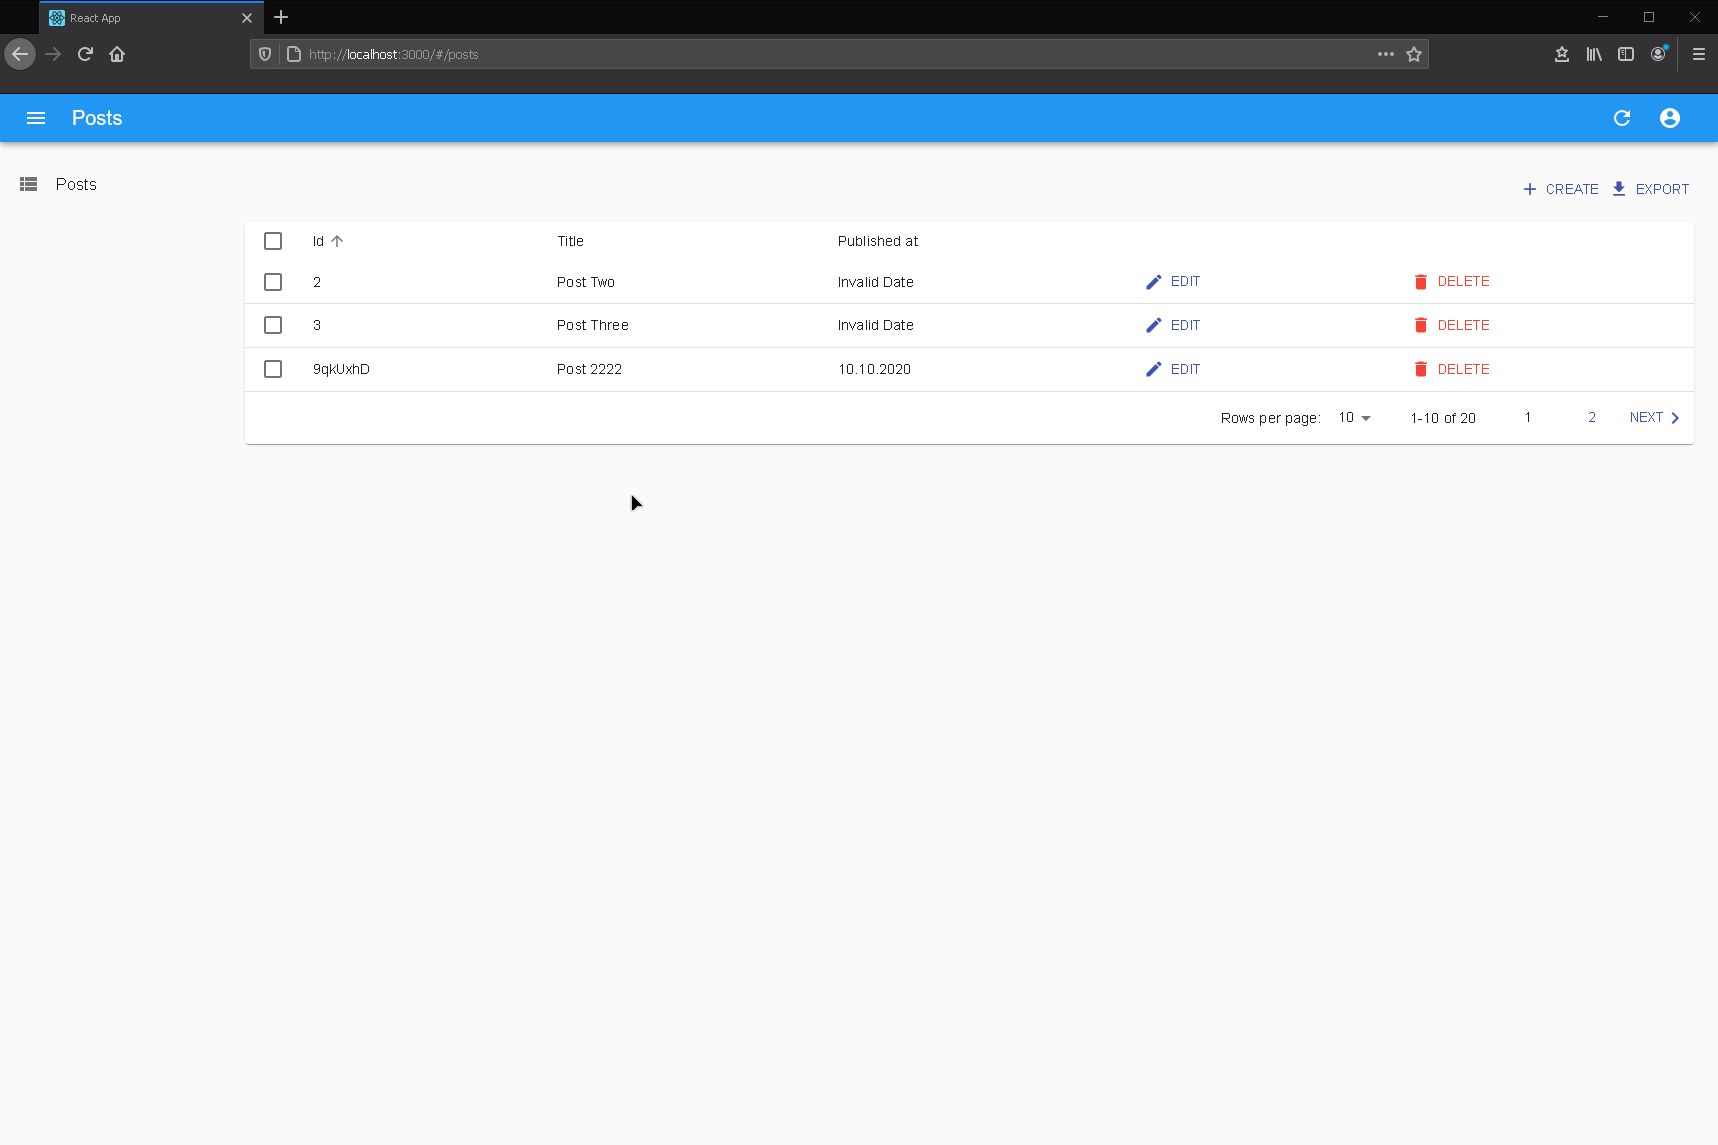 React App
http://localhost:3000/#/posts
Posts
Posts
CREATE EXPORT
Id Title Published at
2 Post Two Invalid Date EDIT DELETE
3 Post Three Invalid Date EDIT DELETE
9qkUxhD Post 2222 10.10.2020 EDIT DELETE
Rows per page: 10 1-10 of 20 1 2 NEXT